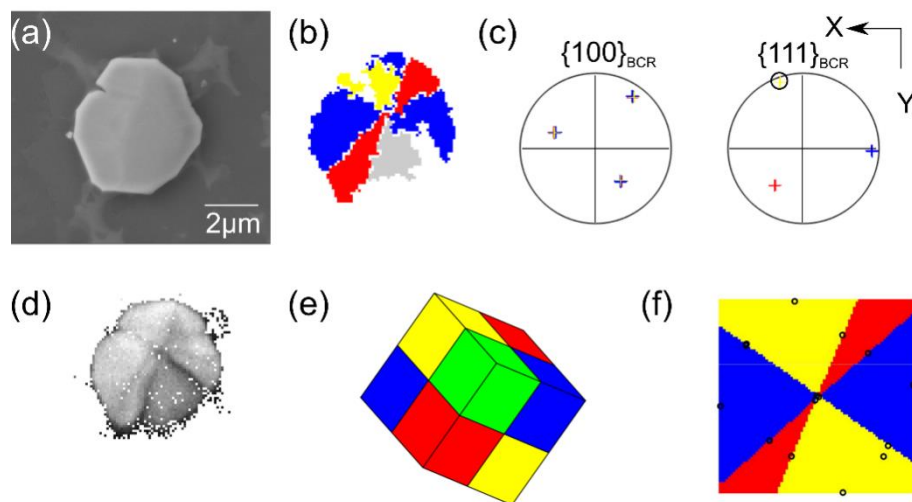 (a)
2µm
(b)
(c)
{100}BCR
{111}BCR
X
Y
(d)
(e)
(f)